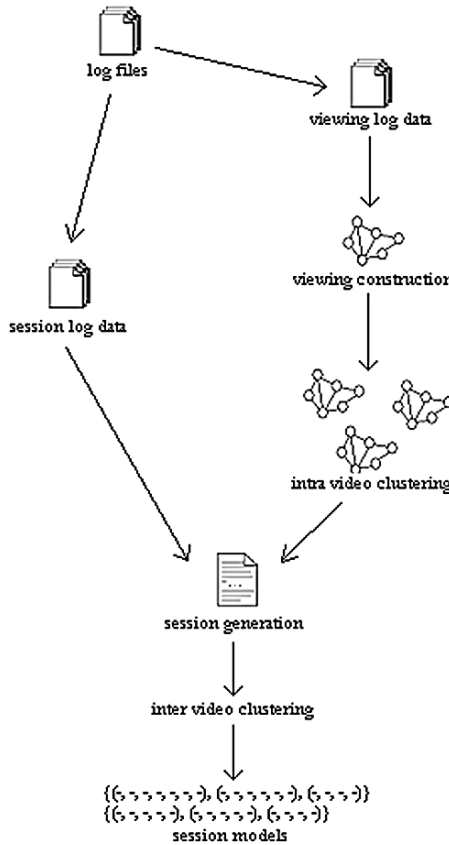 log files
viewing log data
viewing construction
session log data
intra video clustering
session generation
inter video clustering
{(-, -, -, -, -, -, -), (-, -, -, -, -, -), (-, -, -, -)}
{(-, -, -, -, -), (-, -, -, -, -), (-, -, -, -)}
session models